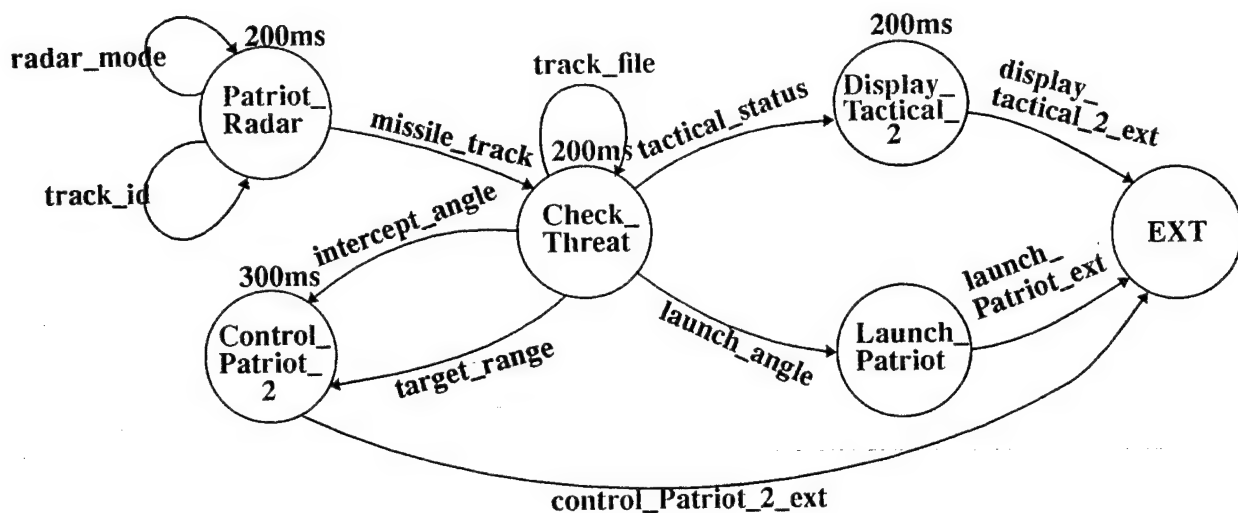 200ms
radar_mode
Patriot_
Radar
track_id
missile_track
track_file
200ms
Check_
Threat
tactical_status
200ms
Display_
Tactical_
2
display_
tactical_2_ext
EXT
intercept_angle
300ms
Control_
Patriot_
2
target_range
launch_angle
Launch_
Patriot
launch_
Patriot_ext
control_Patriot_2_ext